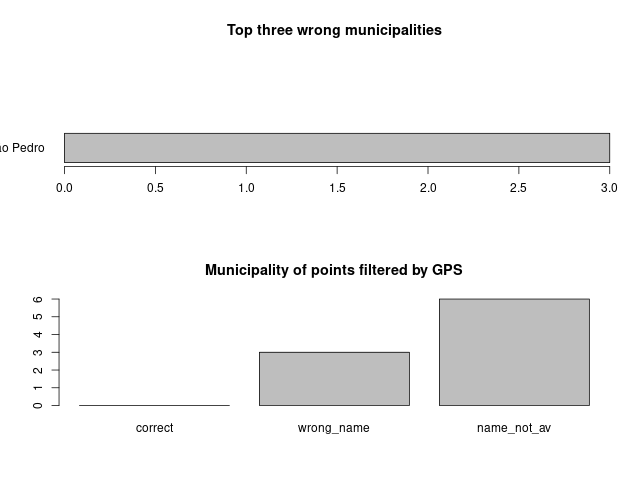 Top three wrong municipalities
ao Pedro
0.0 0.5 1.0 1.5 2.0 2.5 3.0
Municipality of points filtered by GPS
6
5
4
3
2
1
0
correct wrong_name name_not_av